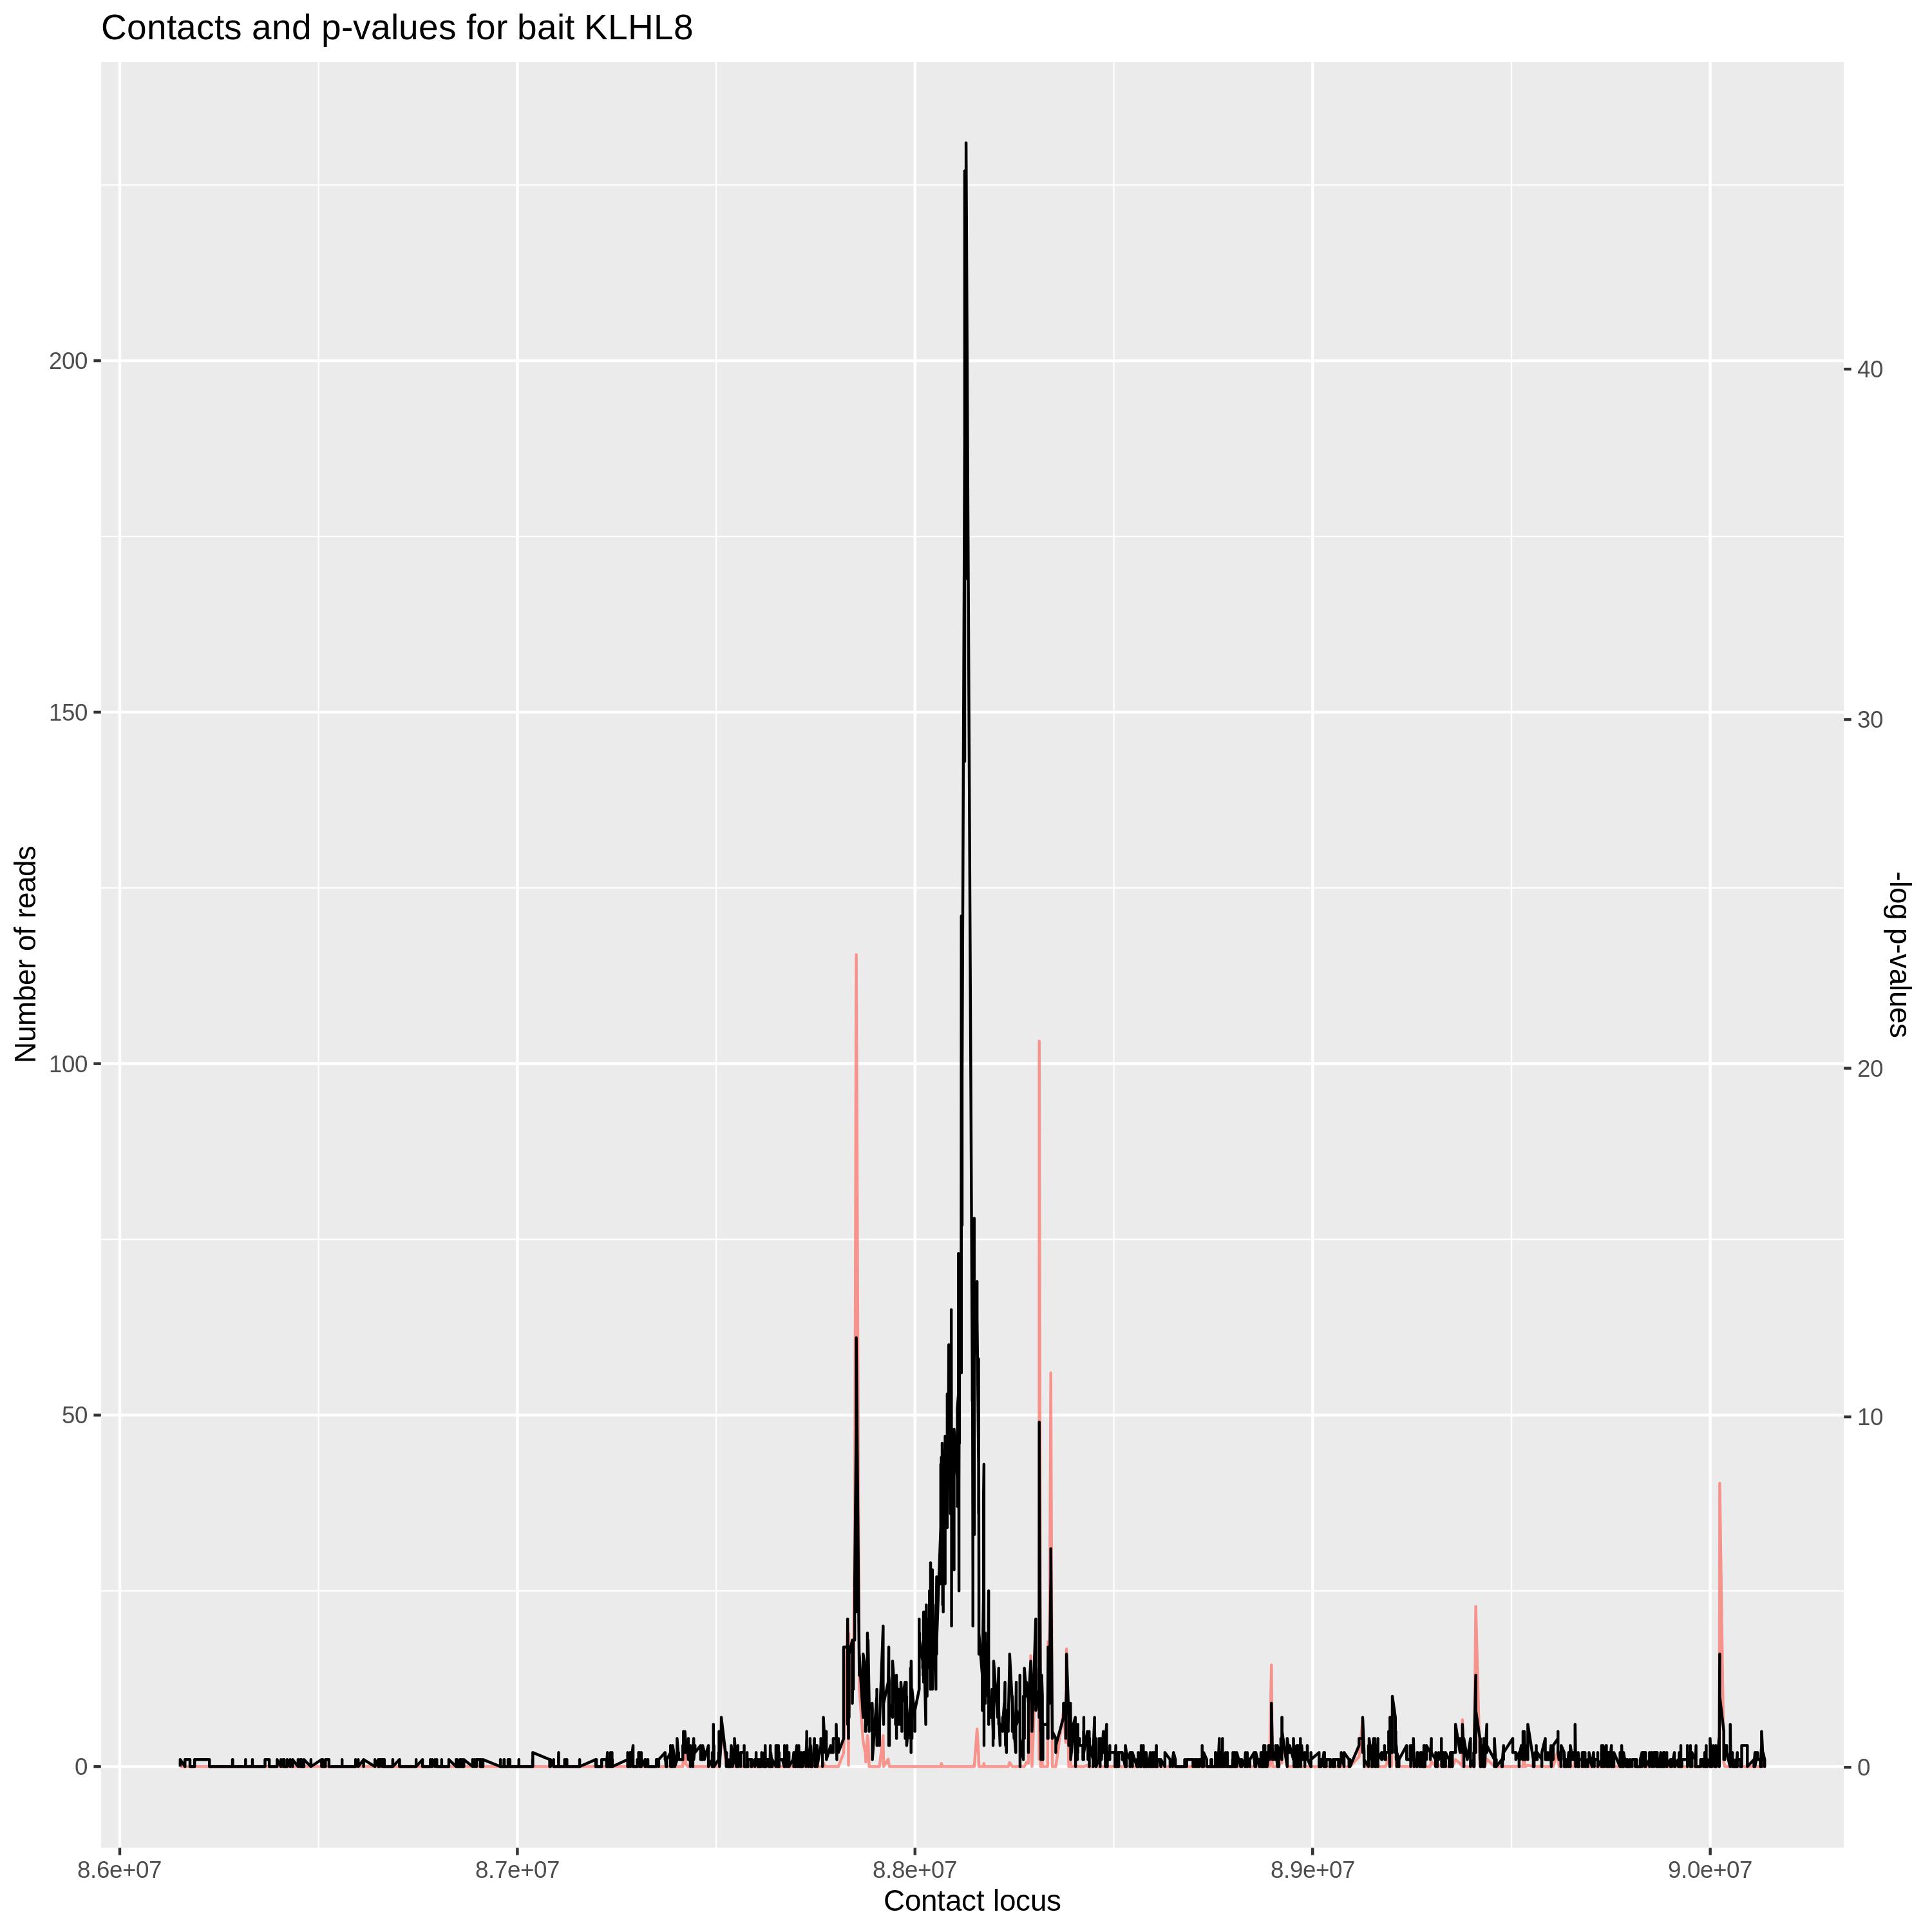 Contacts and p-values for bait KLHL8
200
150
100
50
0
Number of reads
40
30
20
10
0
-log p-values
8.6e+07 8.7e+07 8.8e+07 8.9e+07 9.0e+07
Contact locus